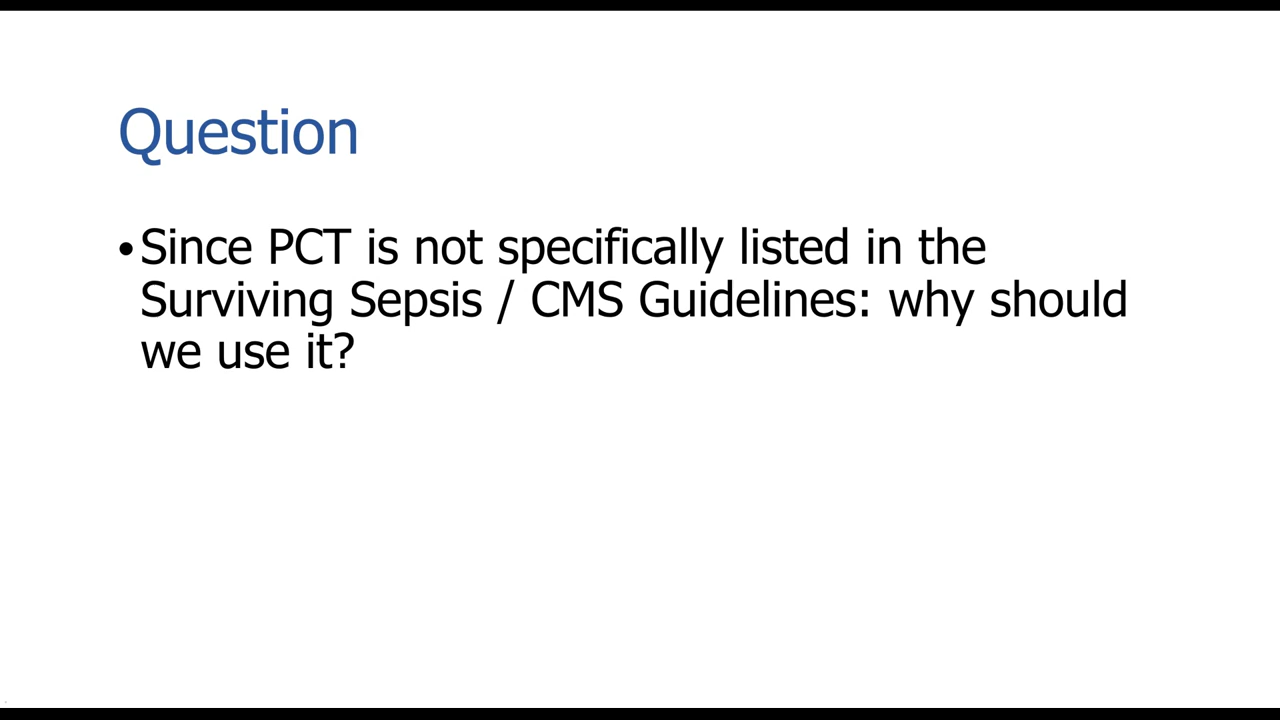 Question
•Since PCT is not specifically listed in the
Surviving Sepsis / CMS Guidelines: why should
we use it?